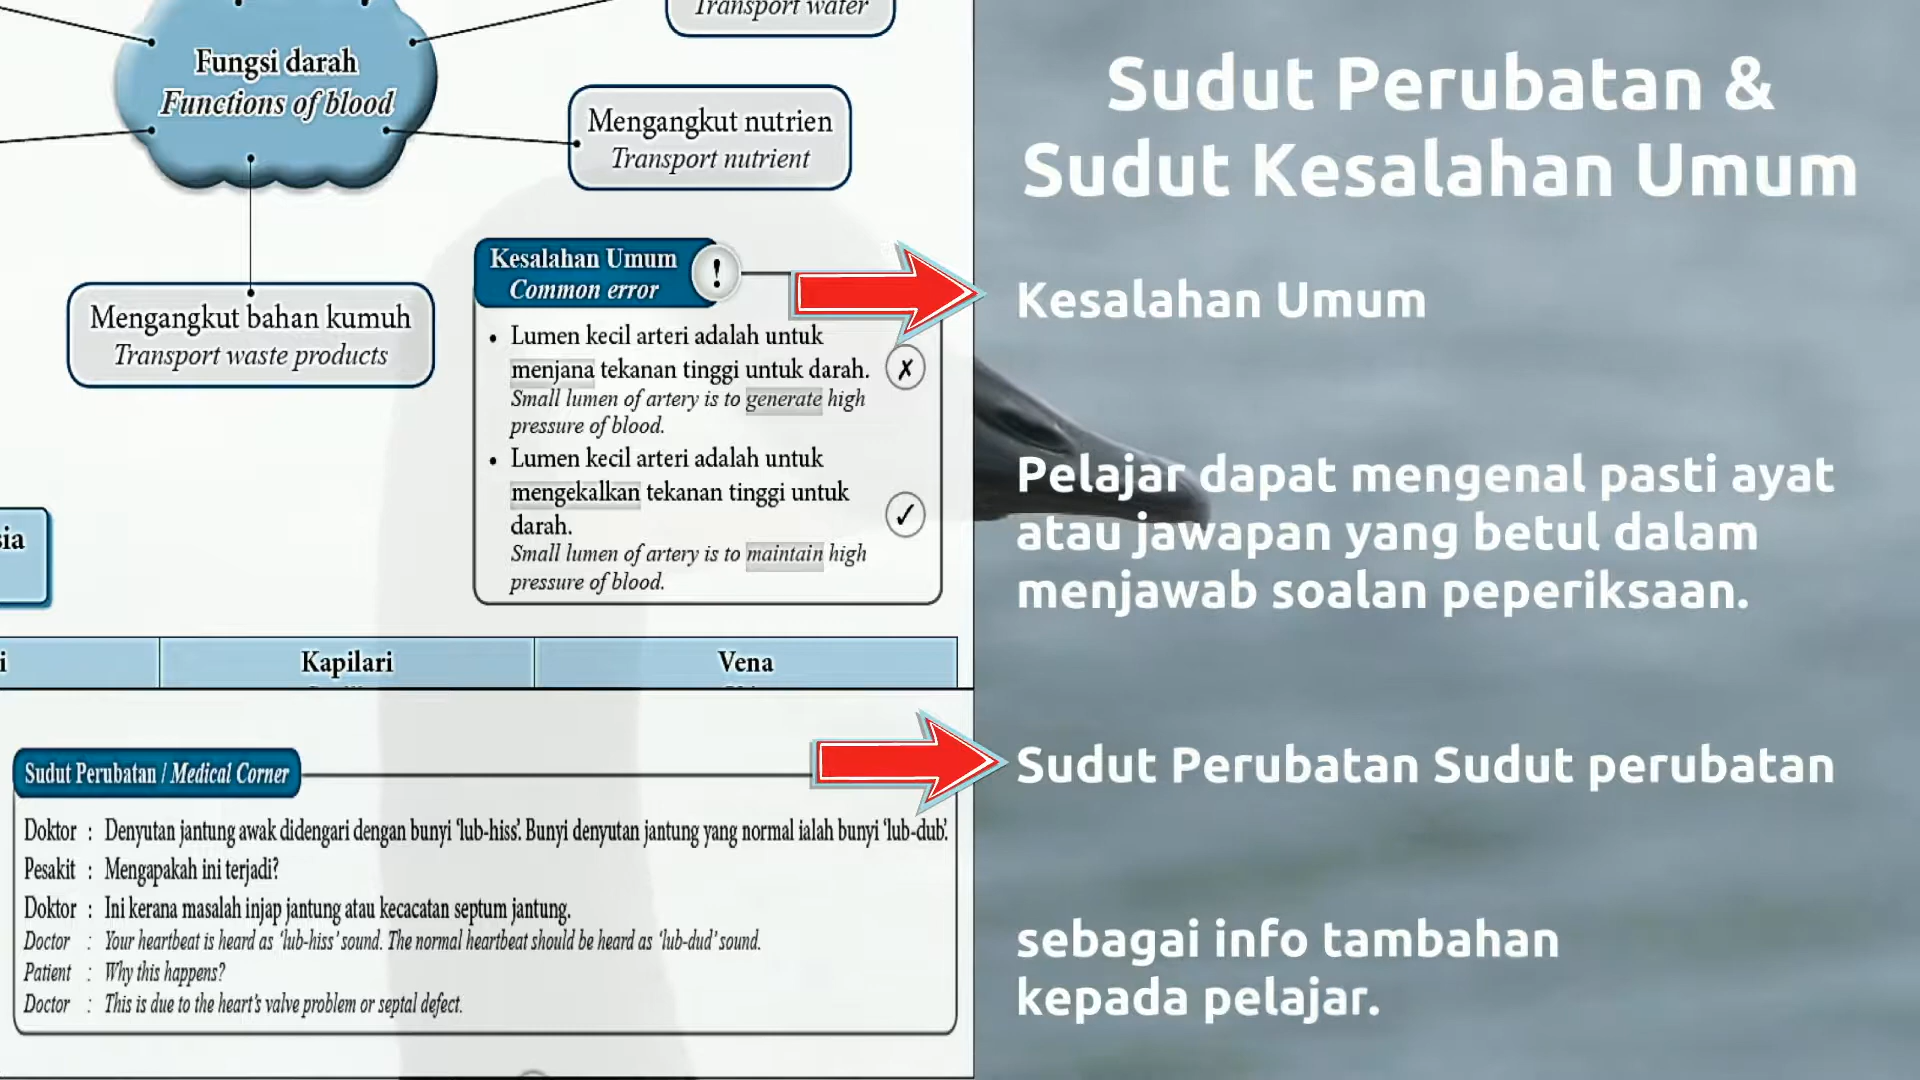 Transport water
Fungsi darah
Functions of blood
Mengangkut nutrien
Transport nutrient
Mengangkut bahan kumuh
Transport waste products
Kesalahan Umum
Common error
!
• Lumen kecil arteri adalah untuk
menjana tekanan tinggi untuk darah.
Small lumen of artery is to generate high
pressure of blood.
✗
• Lumen kecil arteri adalah untuk
mengekalkan tekanan tinggi untuk
darah.
Small lumen of artery is to maintain high
pressure of blood.
✓
sia
i
Kapilari
Vena
Sudut Perubatan / Medical Corner
Doktor : Denyutan jantung awak didengari dengan bunyi ‘lub-hiss’. Bunyi denyutan jantung yang normal ialah bunyi ‘lub-dub’.
Pesakit : Mengapakah ini terjadi?
Doktor : Ini kerana masalah injap jantung atau kecacatan septum jantung.
Doctor : Your heartbeat is heard as ‘lub-hiss’ sound. The normal heartbeat should be heard as ‘lub-dud’ sound.
Patient : Why this happens?
Doctor : This is due to the heart’s valve problem or septal defect.
Sudut Perubatan &
Sudut Kesalahan Umum
Kesalahan Umum
Pelajar dapat mengenal pasti ayat
atau jawapan yang betul dalam
menjawab soalan peperiksaan.
Sudut Perubatan Sudut perubatan
sebagai info tambahan
kepada pelajar.